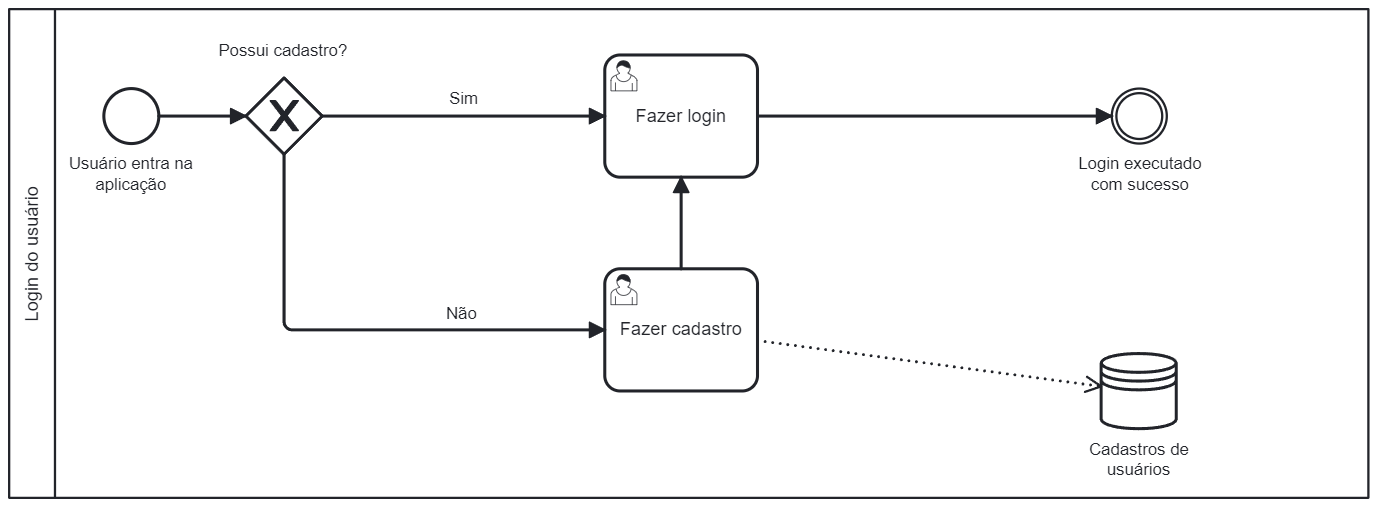 Login do usuário
Possui cadastro?
Usuário entra na
aplicação
Sim
Fazer login
Login executado
com sucesso
Não
Fazer cadastro
Cadastros de
usuários